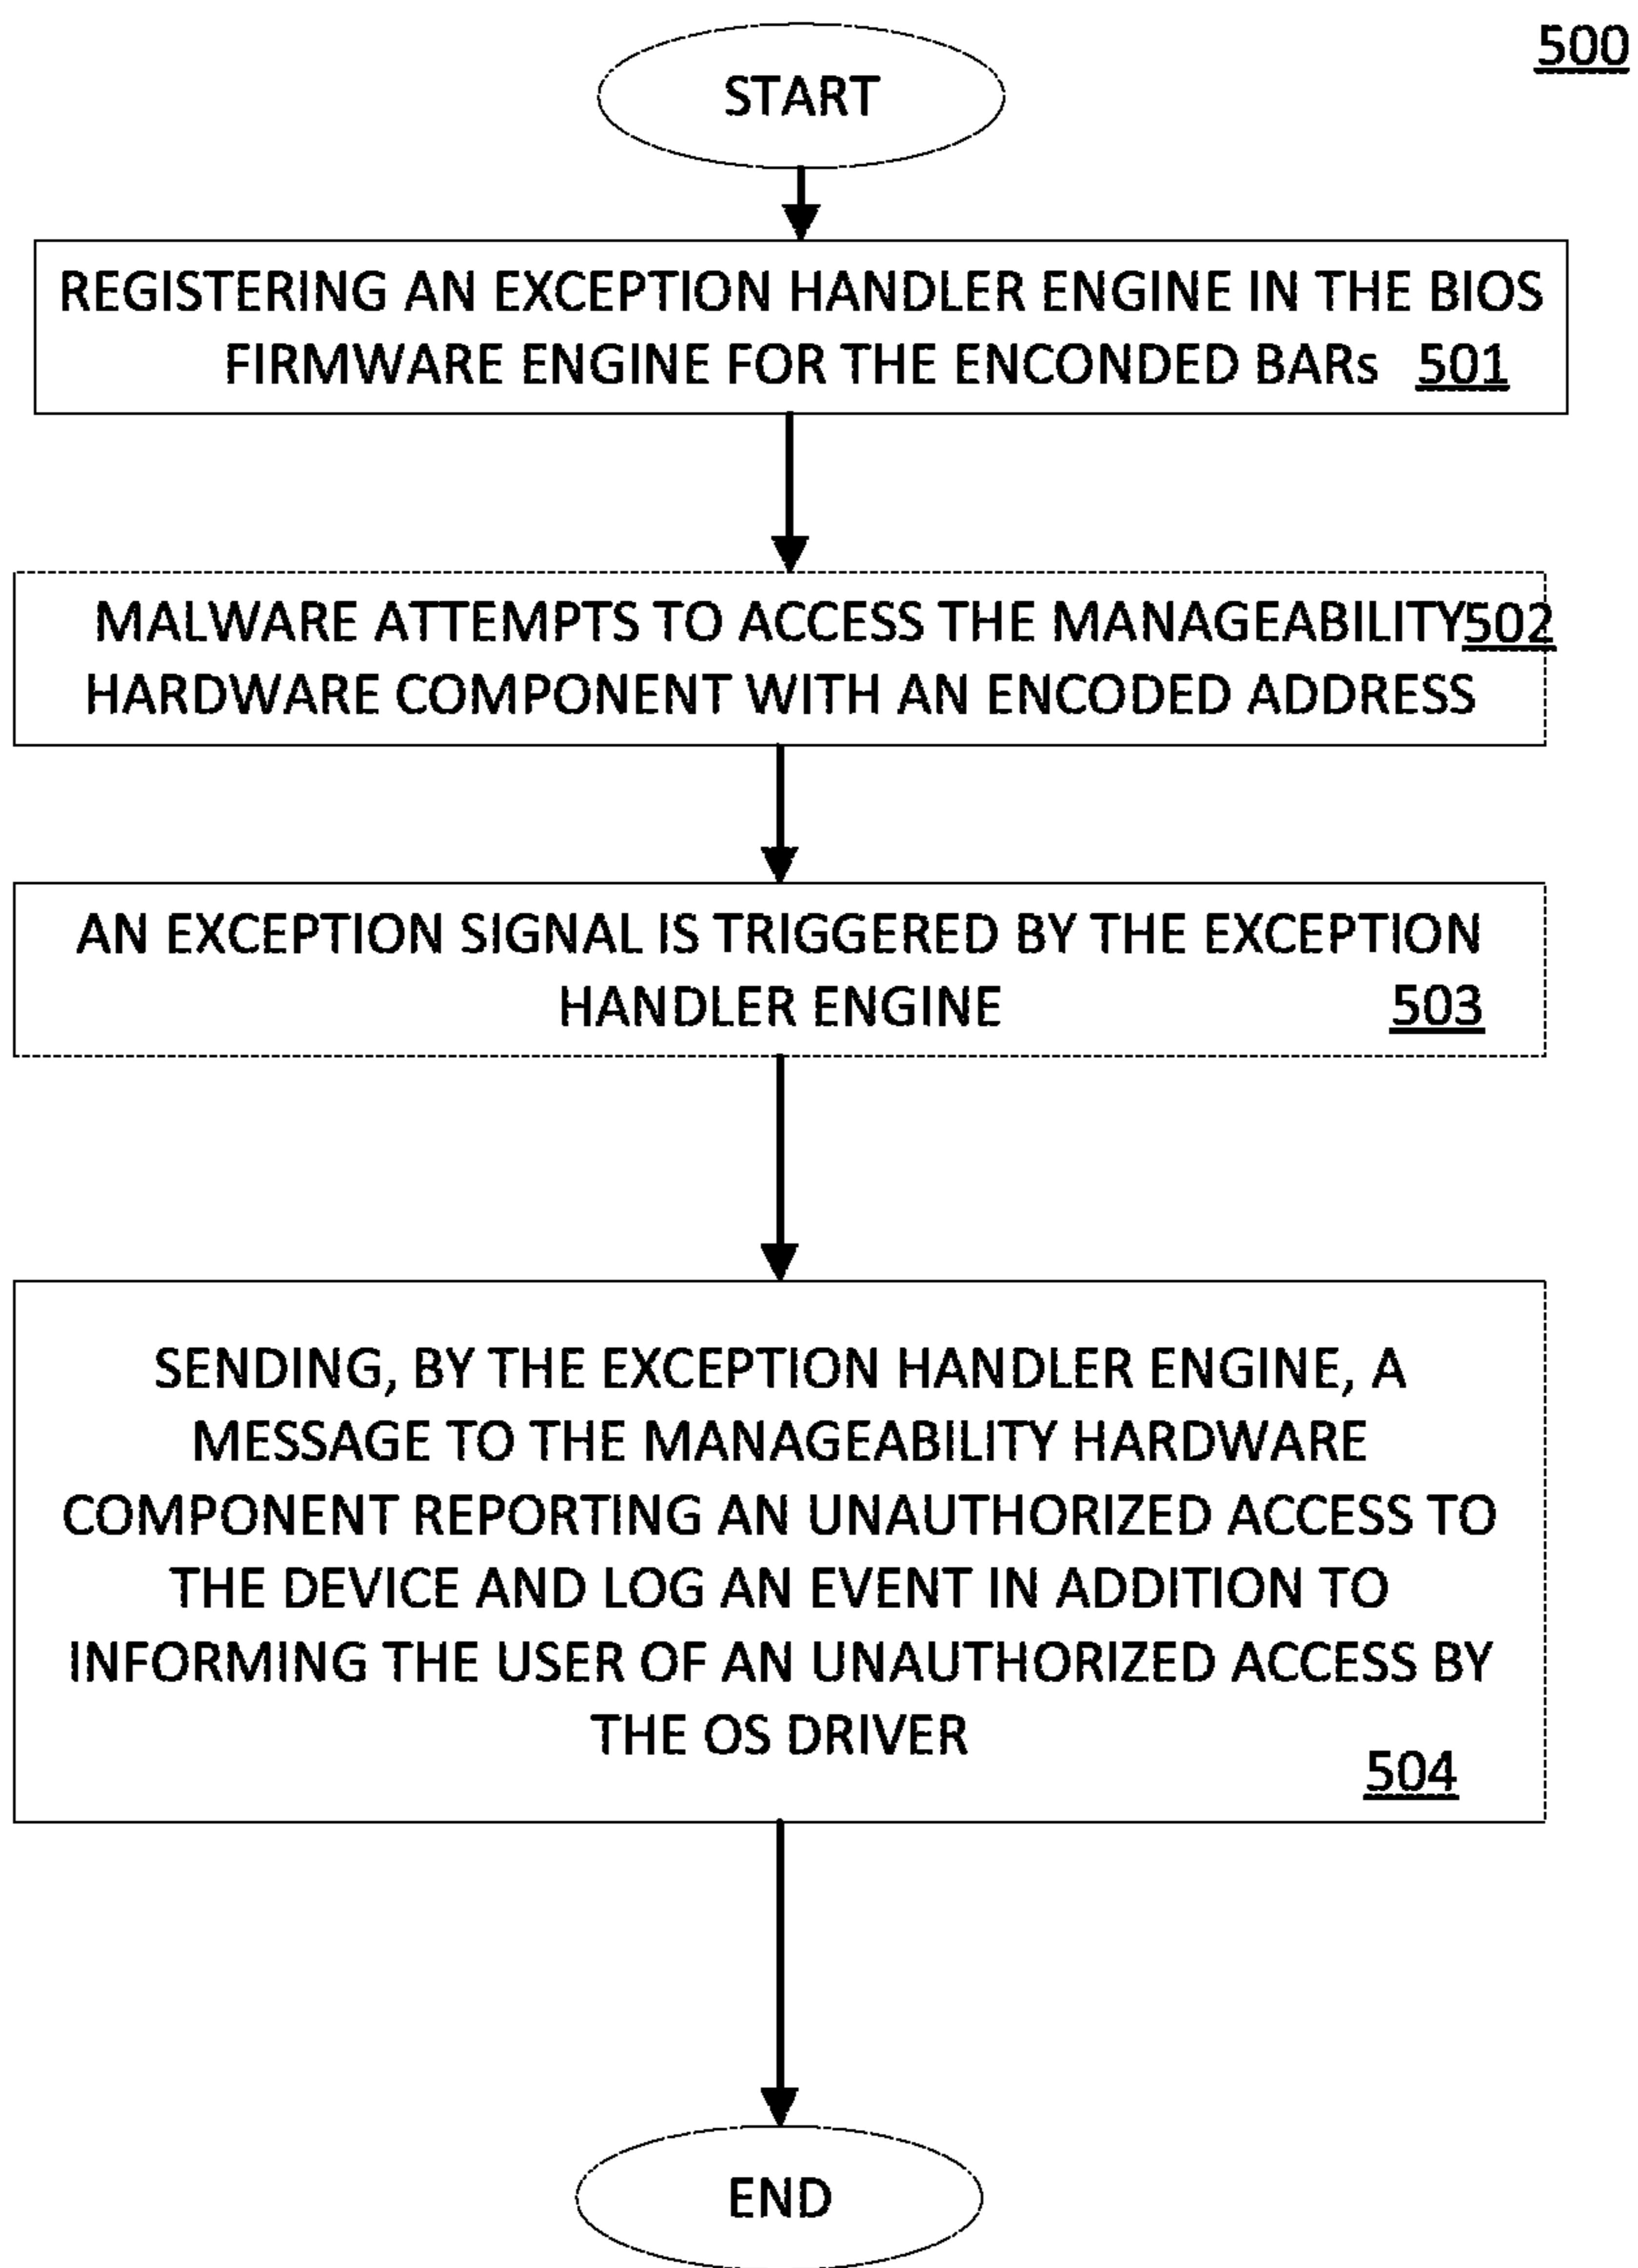 500
START
REGISTERING AN EXCEPTION HANDLER ENGINE IN THE BIOS
FIRMWARE ENGINE FOR THE ENCONDED BARs 501
MALWARE ATTEMPTS TO ACCESS THE MANAGEABILITY 502
HARDWARE COMPONENT WITH AN ENCODED ADDRESS
AN EXCEPTION SIGNAL IS TRIGGERED BY THE EXCEPTION
HANDLER ENGINE 503
SENDING, BY THE EXCEPTION HANDLER ENGINE, A
MESSAGE TO THE MANAGEABILITY HARDWARE
COMPONENT REPORTING AN UNAUTHORIZED ACCESS TO
THE DEVICE AND LOG AN EVENT IN ADDITION TO
INFORMING THE USER OF AN UNAUTHORIZED ACCESS BY
THE OS DRIVER
504
END